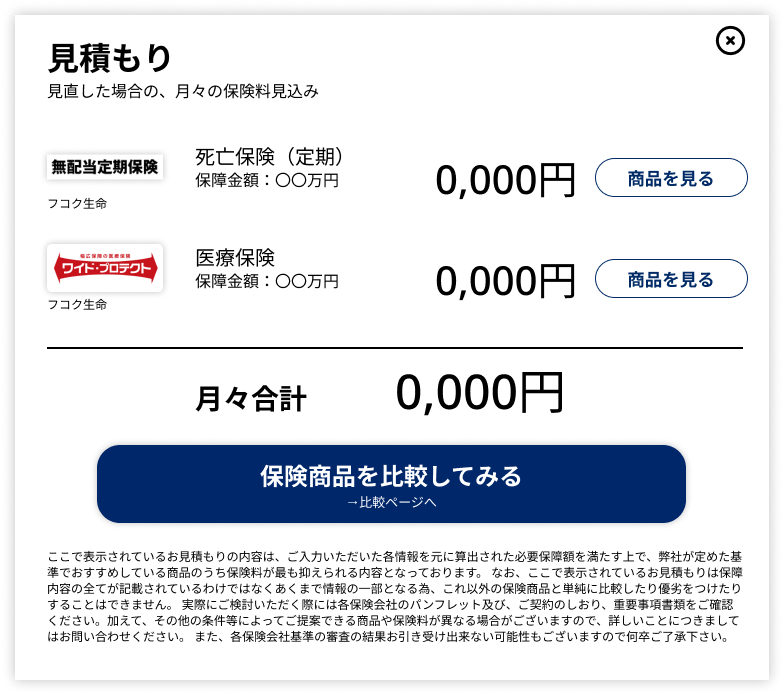 見積もり
見直した場合の、月々の保険料見込み
無配当定期保険
フコク生命
死亡保険（定期）
保障金額：〇〇万円
0,000円
商品を見る
幅広保障の医療保険
ワイド・プロテクト
フコク生命
医療保険
保障金額：〇〇万円
0,000円
商品を見る
月々合計
0,000円
保険商品を比較してみる
→比較ページへ
ここで表示されているお見積もりの内容は、ご入力いただいた各情報を元に算出された必要保障額を満たす上で、弊社が定めた基
準でおすすめしている商品のうち保険料が最も抑えられる内容となっております。 なお、ここで表示されているお見積もりは保障
内容の全てが記載されているわけではなくあくまで情報の一部となる為、これ以外の保険商品と単純に比較したり優劣をつけたり
することはできません。 実際にご検討いただく際には各保険会社のパンフレット及び、ご契約のしおり、重要事項書類をご確認
ください。加えて、その他の条件等によってご提案できる商品や保険料が異なる場合がございますので、詳しいことにつきまして
はお問い合わせください。 また、各保険会社基準の審査の結果お引き受け出来ない可能性もございますので何卒ご了承下さい。